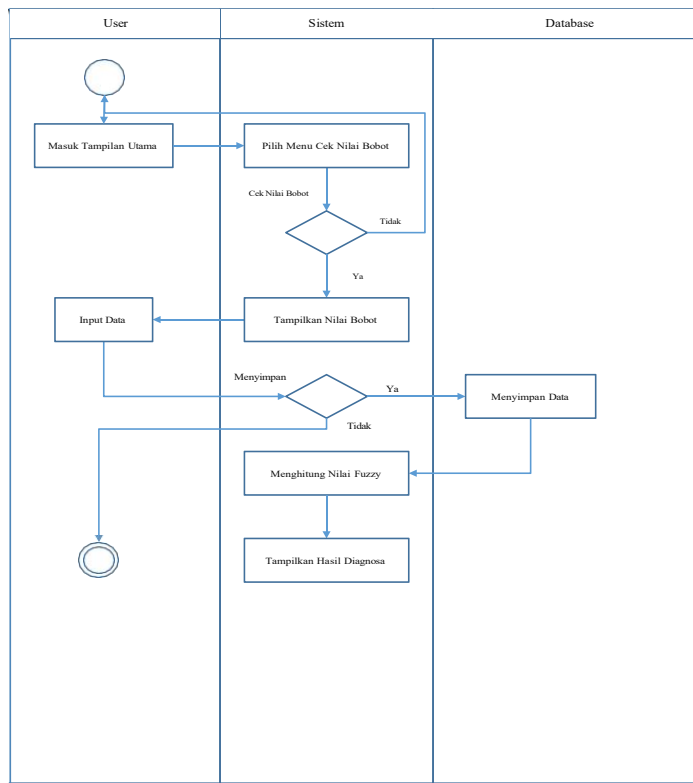 User
Sistem
Database
Masuk Tampilan Utama
Pilih Menu Cek Nilai Bobot
Cek Nilai Bobot
Tidak
Ya
Input Data
Tampilkan Nilai Bobot
Menyimpan
Ya
Menyimpan Data
Tidak
Menghitung Nilai Fuzzy
Tampilkan Hasil Diagnosa